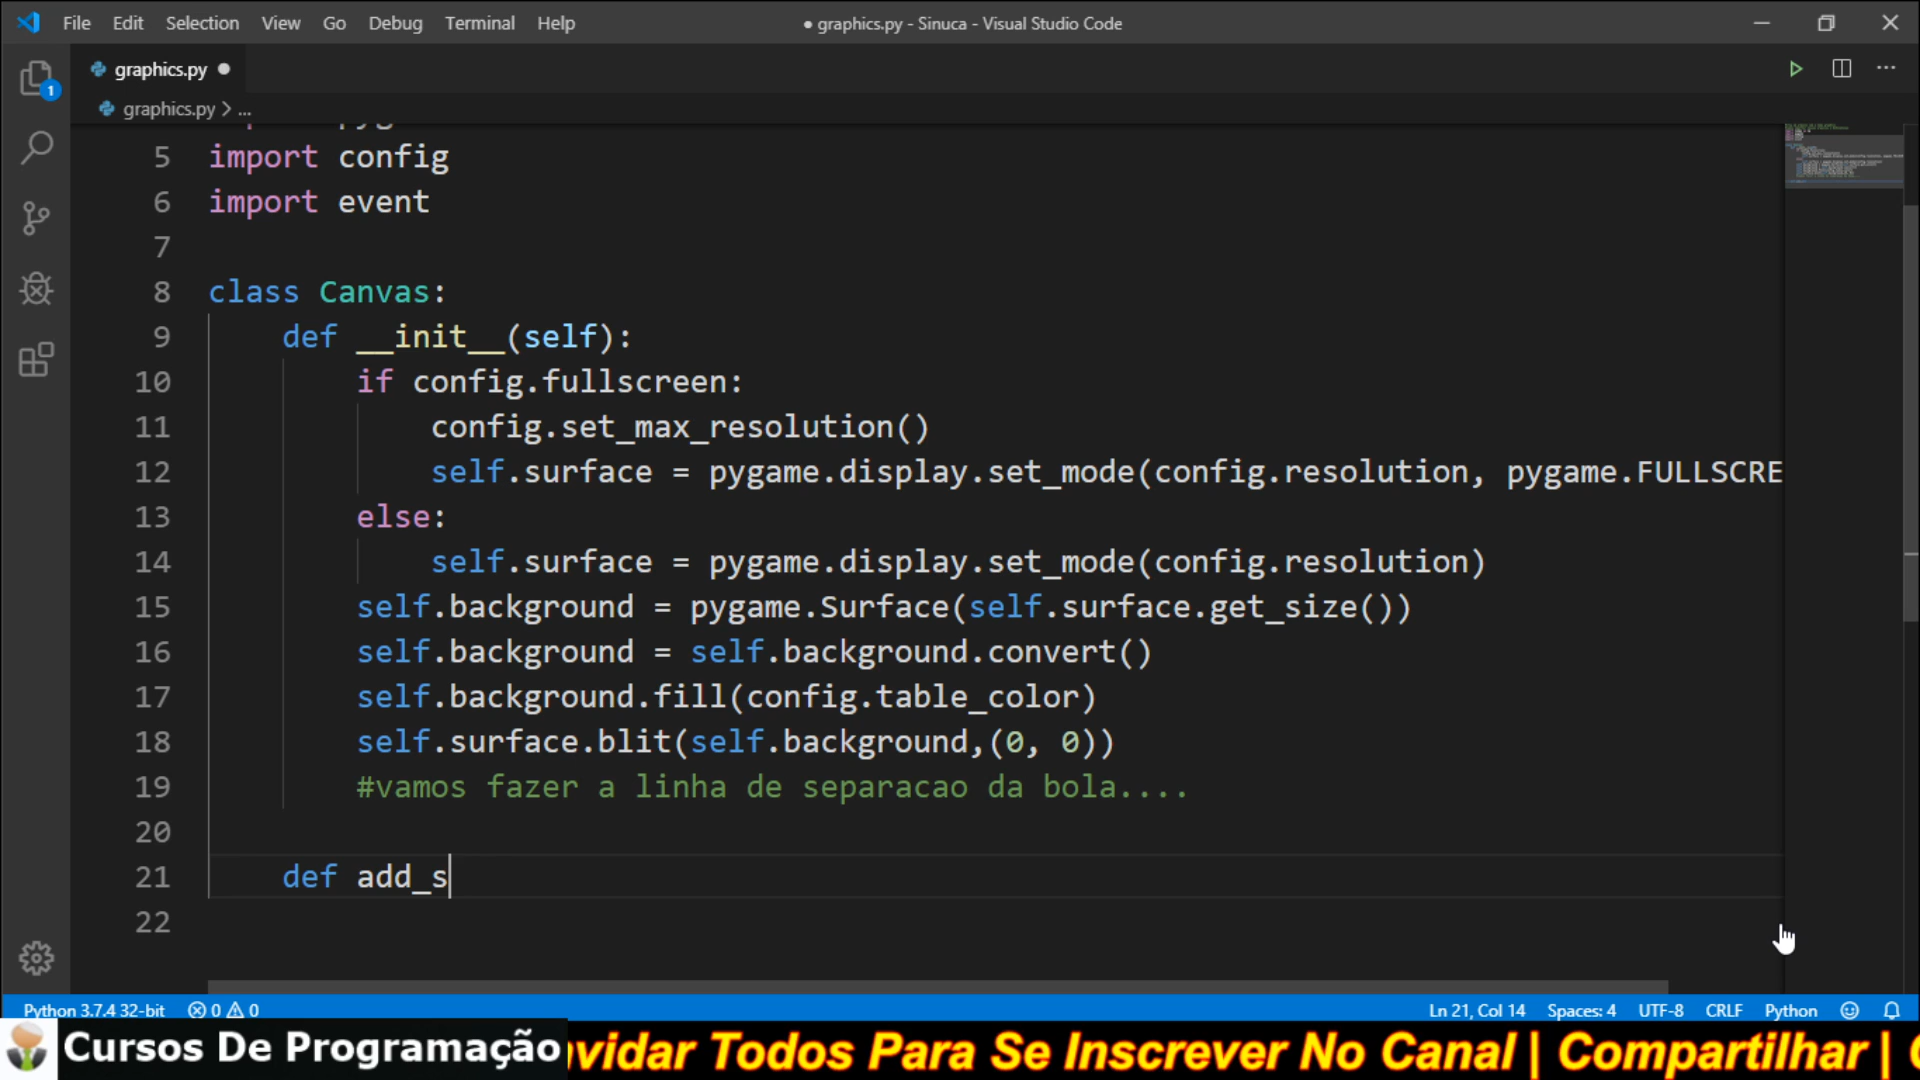 File Edit Selection View Go Debug Terminal Help
● graphics.py - Sinuca - Visual Studio Code
graphics.py ●
graphics.py > ...
1
5 import config
6 import event
7
8 class Canvas:
9 def __init__(self):
10 if config.fullscreen:
11 config.set_max_resolution()
12 self.surface = pygame.display.set_mode(config.resolution, pygame.FULLSCRE
13 else:
14 self.surface = pygame.display.set_mode(config.resolution)
15 self.background = pygame.Surface(self.surface.get_size())
16 self.background = self.background.convert()
17 self.background.fill(config.table_color)
18 self.surface.blit(self.background,(0, 0))
19 #vamos fazer a linha de separacao da bola....
20
21 def add_s
22
Python 3.7.4 32-bit 0 0 Ln 21, Col 14 Spaces: 4 UTF-8 CRLF Python
Cursos De Programação vidar Todos Para Se Inscrever No Canal | Compartilhar |